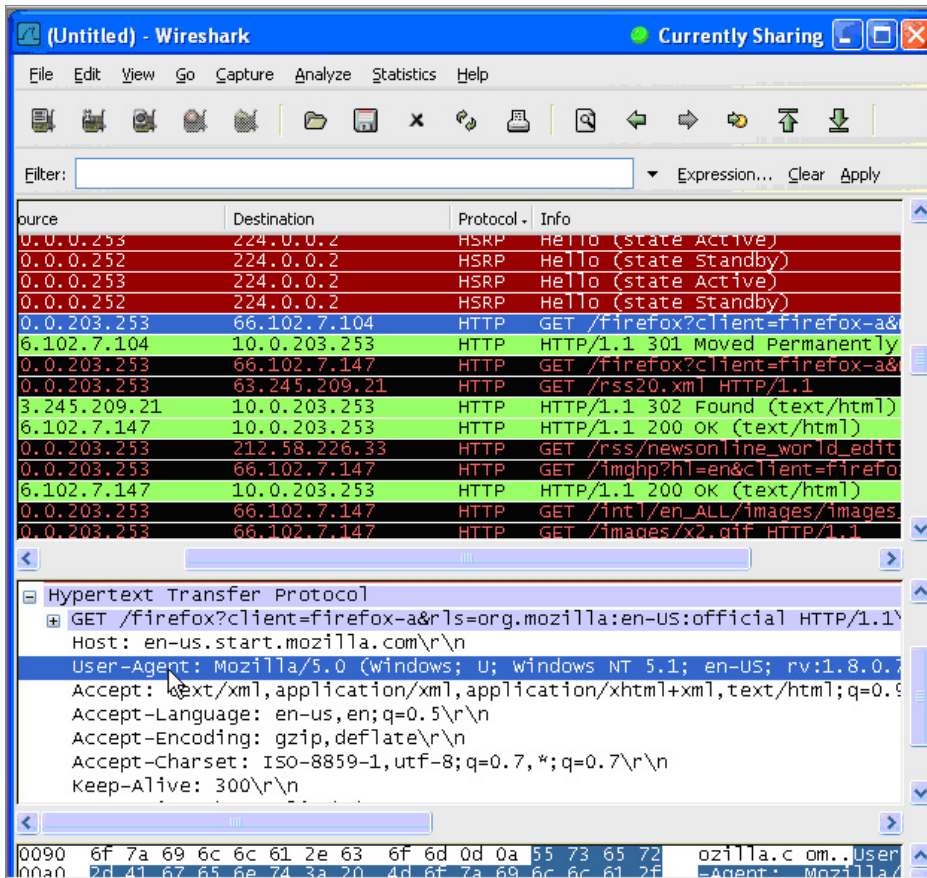 (Untitled) - Wireshark Currently Sharing
File Edit View Go Capture Analyze Statistics Help
Filter: Expression... Clear Apply
ource Destination Protocol Info
0.0.0.253 224.0.0.2 HSRP Hello (state Active)
0.0.0.252 224.0.0.2 HSRP Hello (state Standby)
0.0.0.253 224.0.0.2 HSRP Hello (state Active)
0.0.0.252 224.0.0.2 HSRP Hello (state Standby)
0.0.203.253 66.102.7.104 HTTP GET /firefox?client=firefox-a&
6.102.7.104 10.0.203.253 HTTP HTTP/1.1 301 Moved Permanently
0.0.203.253 66.102.7.147 HTTP GET /firefox?client=firefox-a&
0.0.203.253 63.245.209.21 HTTP GET /rss20.xml HTTP/1.1
3.245.209.21 10.0.203.253 HTTP HTTP/1.1 302 Found (text/html)
6.102.7.147 10.0.203.253 HTTP HTTP/1.1 200 OK (text/html)
0.0.203.253 212.58.226.33 HTTP GET /rss/newsonline_world_edit
0.0.203.253 66.102.7.147 HTTP GET /imghp?hl=en&client=firefo
6.102.7.147 10.0.203.253 HTTP HTTP/1.1 200 OK (text/html)
0.0.203.253 66.102.7.147 HTTP GET /intl/en_ALL/images/images
0.0.203.253 66.102.7.147 HTTP GET /images/x2.gif HTTP/1.1
Hypertext Transfer Protocol
GET /firefox?client=firefox-a&rls=org.mozilla:en-US:official HTTP/1.1\
Host: en-us.start.mozilla.com\r\n
User-Agent: Mozilla/5.0 (Windows; U; Windows NT 5.1; en-US; rv:1.8.0.7
Accept: text/xml,application/xml,application/xhtml+xml,text/html;q=0.9
Accept-Language: en-us,en;q=0.5\r\n
Accept-Encoding: gzip,deflate\r\n
Accept-Charset: ISO-8859-1,utf-8;q=0.7,*;q=0.7\r\n
Keep-Alive: 300\r\n
0090 6f 7a 69 6c 6c 61 2e 63 6f 6d 0d 0a 55 73 65 72 ozilla.c om..User
00a0 2d 41 67 65 6e 74 3a 20 4d 6f 7a 69 6c 6c 61 2f -Agent: Mozilla/